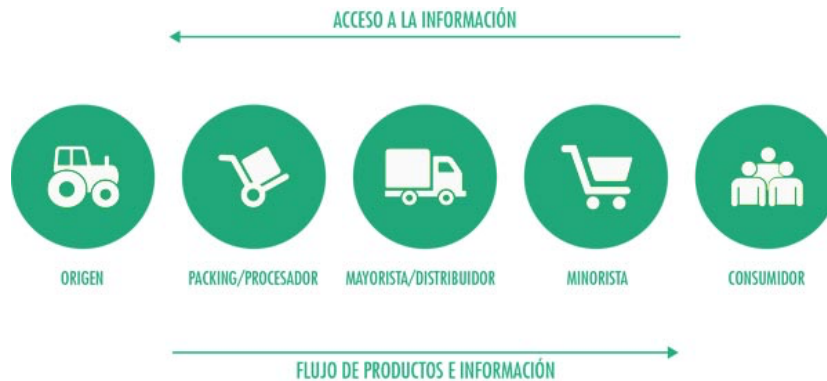 ACCESO A LA INFORMACIÓN
ORIGEN
PACKING/PROCESADOR
MAYORISTA/DISTRIBUIDOR
MINORISTA
CONSUMIDOR
FLUJO DE PRODUCTOS E INFORMACIÓN